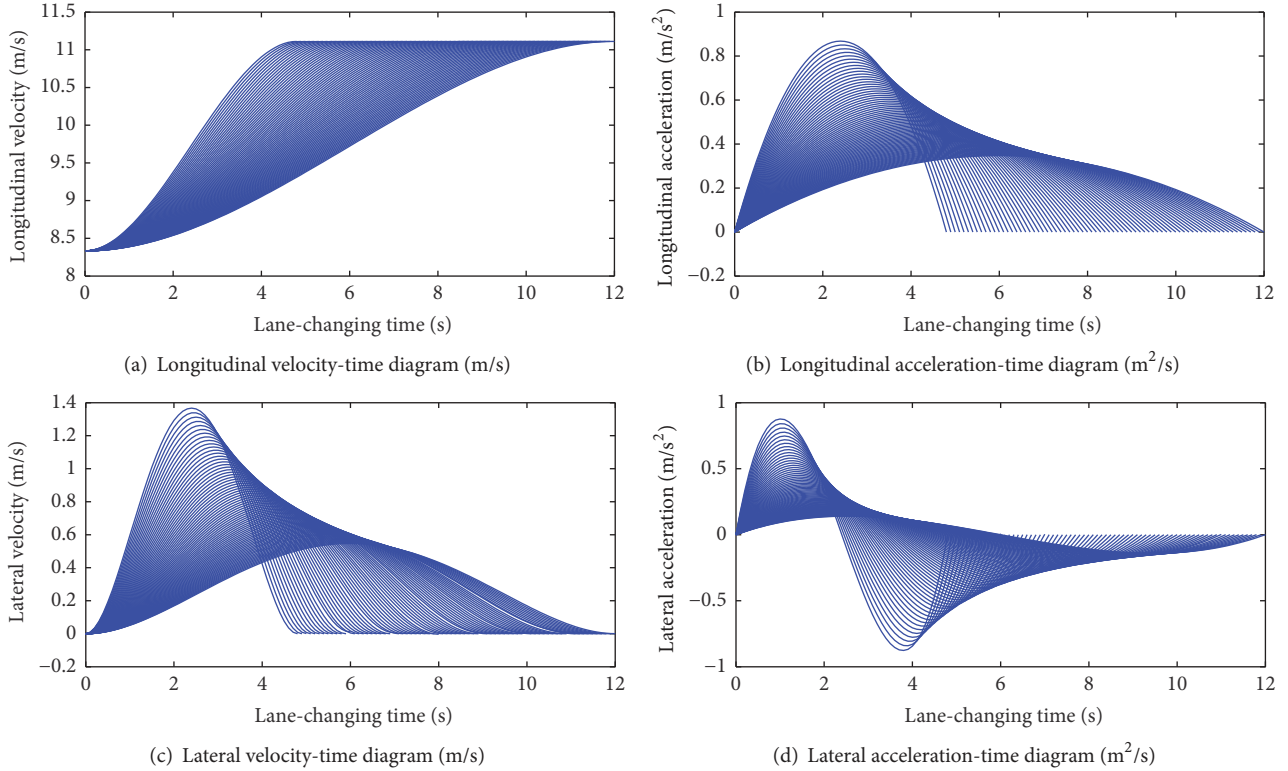 11.5
11
10.5
10
9.5
9
8.5
8
0 2 4 6 8 10 12
Longitudinal velocity (m/s)
Lane-changing time (s)
(a) Longitudinal velocity-time diagram (m/s)
1
0.8
0.6
0.4
0.2
0
−0.2
0 2 4 6 8 10 12
Longitudinal acceleration (m/s²)
Lane-changing time (s)
(b) Longitudinal acceleration-time diagram (m²/s)
1.4
1.2
1
0.8
0.6
0.4
0.2
0
−0.2
0 2 4 6 8 10 12
Lateral velocity (m/s)
Lane-changing time (s)
(c) Lateral velocity-time diagram (m/s)
1
0.5
0
−0.5
−1
0 2 4 6 8 10 12
Lateral acceleration (m/s²)
Lane-changing time (s)
(d) Lateral acceleration-time diagram (m²/s)